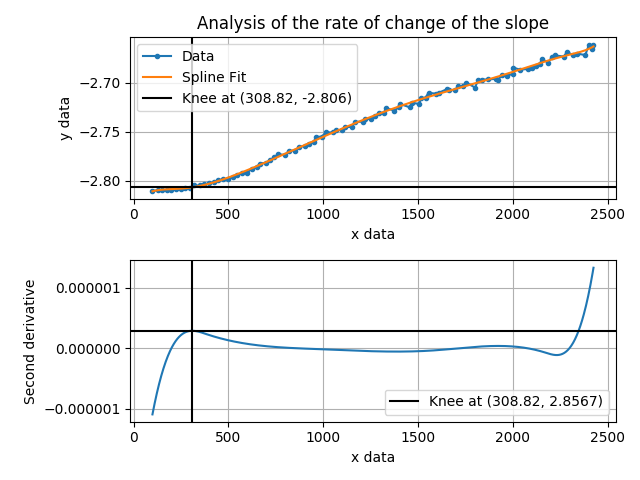 Analysis of the rate of change of the slope
Data
Spline Fit
Knee at (308.82, -2.806)
y data
−2.70
−2.75
−2.80
0 500 1000 1500 2000 2500
x data
Second derivative
0.000001
0.000000
−0.000001
Knee at (308.82, 2.8567)
0 500 1000 1500 2000 2500
x data